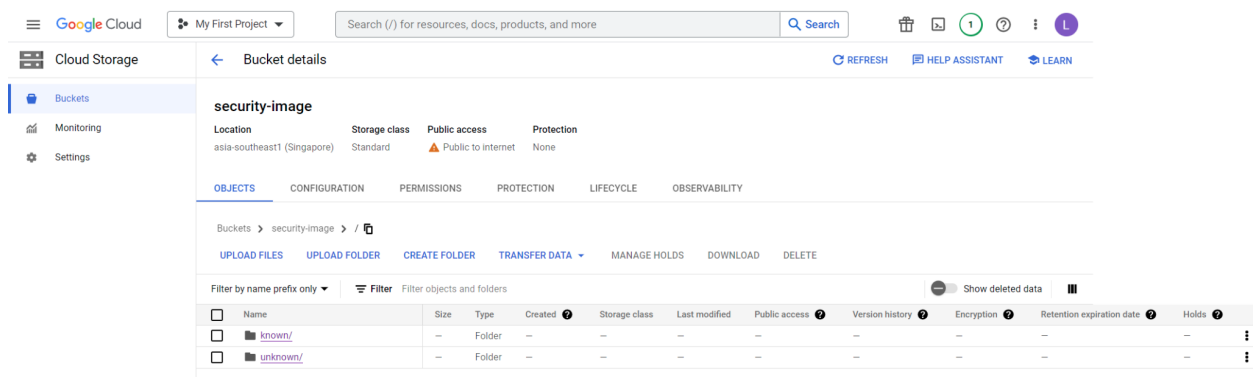 Google Cloud My First Project Search (/) for resources, docs, products, and more Search 1 L
Cloud Storage Bucket details REFRESH HELP ASSISTANT LEARN
Buckets
Monitoring
Settings
security-image
Location Storage class Public access Protection
asia-southeast1 (Singapore) Standard Public to internet None
OBJECTS CONFIGURATION PERMISSIONS PROTECTION LIFECYCLE OBSERVABILITY
Buckets > security-image > /
UPLOAD FILES UPLOAD FOLDER CREATE FOLDER TRANSFER DATA MANAGE HOLDS DOWNLOAD DELETE
Filter by name prefix only Filter Filter objects and folders Show deleted data
Name Size Type Created Storage class Last modified Public access Version history Encryption Retention expiration date Holds
known/ — Folder — — — — — — — —
unknown/ — Folder — — — — — — — —